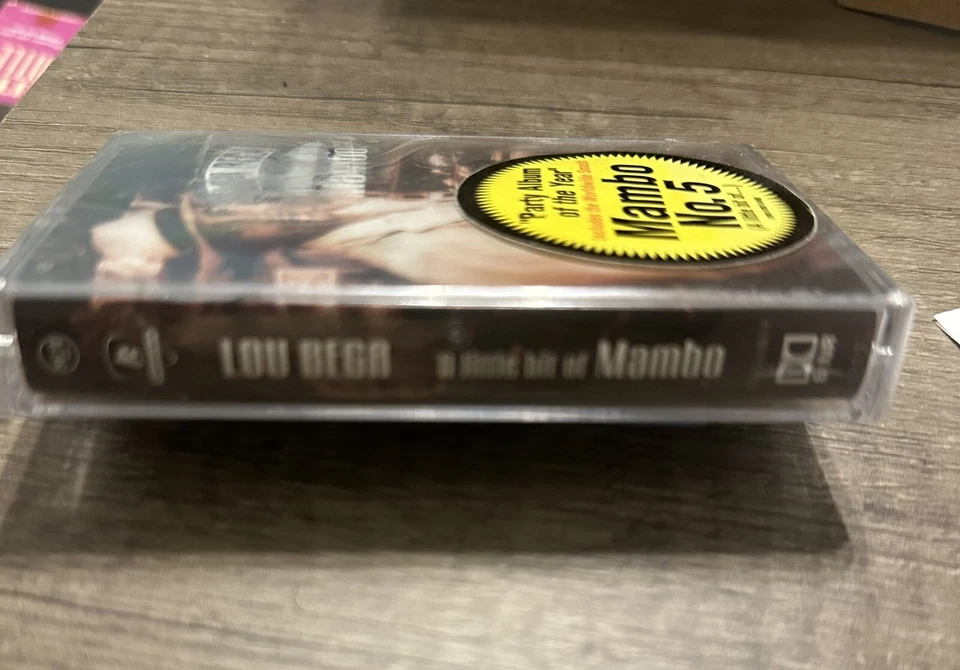 "Party Album
of the Year"
Mambo
No.5
LOU BEGA a little bit of Mambo